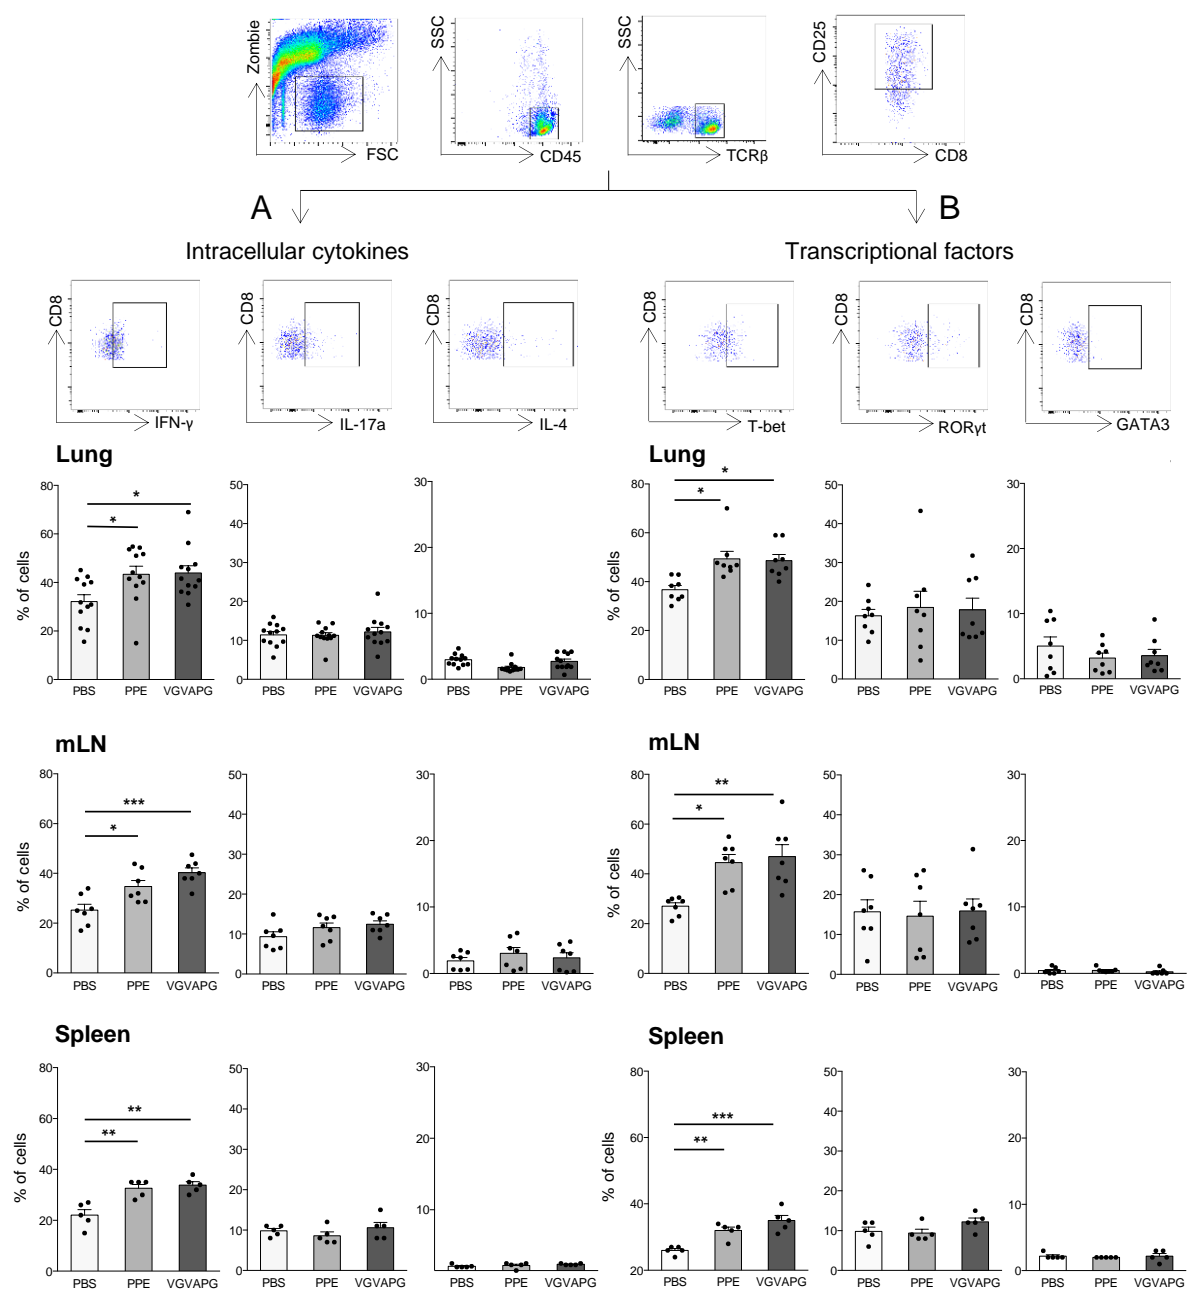 Zombie
FSC
SSC
CD45
SSC
TCRβ
CD25
CD8
A
B
Intracellular cytokines
Transcriptional factors
CD8
IFN-γ
CD8
IL-17a
CD8
IL-4
CD8
T-bet
CD8
RORγt
CD8
GATA3
Lung
% of cells
80
60
40
20
0
*
*
PBS PPE VGVAPG
50
40
30
20
10
0
PBS PPE VGVAPG
30
20
10
0
PBS PPE VGVAPG
Lung
% of cells
80
60
40
20
0
*
*
PBS PPE VGVAPG
50
40
30
20
10
0
PBS PPE VGVAPG
30
20
10
0
PBS PPE VGVAPG
mLN
% of cells
80
60
40
20
0
***
*
PBS PPE VGVAPG
50
40
30
20
10
0
PBS PPE VGVAPG
30
20
10
0
PBS PPE VGVAPG
mLN
% of cells
80
60
40
20
0
**
*
PBS PPE VGVAPG
50
40
30
20
10
0
PBS PPE VGVAPG
30
20
10
0
PBS PPE VGVAPG
Spleen
% of cells
80
60
40
20
0
**
**
PBS PPE VGVAPG
50
40
30
20
10
0
PBS PPE VGVAPG
30
20
10
PBS PPE VGVAPG
Spleen
% of cells
80
60
40
20
***
**
PBS PPE VGVAPG
50
40
30
20
10
0
PBS PPE VGVAPG
30
20
10
0
PBS PPE VGVAPG